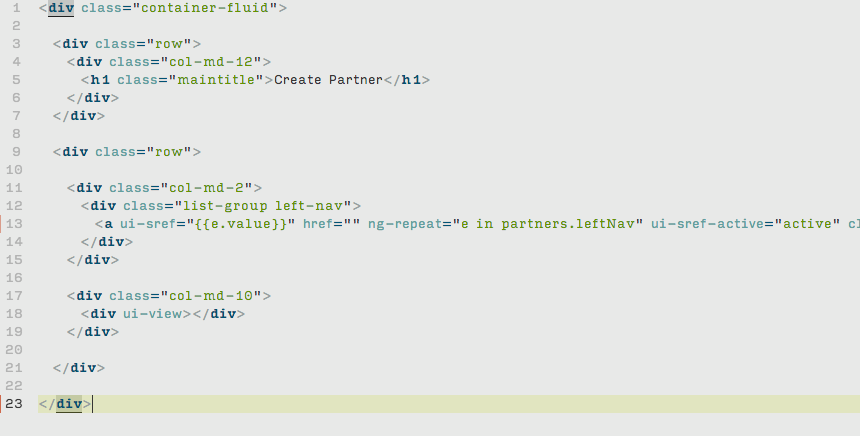 1 <div class="container-fluid">
2
3 <div class="row">
4 <div class="col-md-12">
5 <h1 class="maintitle">Create Partner</h1>
6 </div>
7 </div>
8
9 <div class="row">
10
11 <div class="col-md-2">
12 <div class="list-group left-nav">
13 <a ui-sref="{{e.value}}" href="" ng-repeat="e in partners.leftNav" ui-sref-active="active" cl
14 </div>
15 </div>
16
17 <div class="col-md-10">
18 <div ui-view></div>
19 </div>
20
21 </div>
22
23 </div>